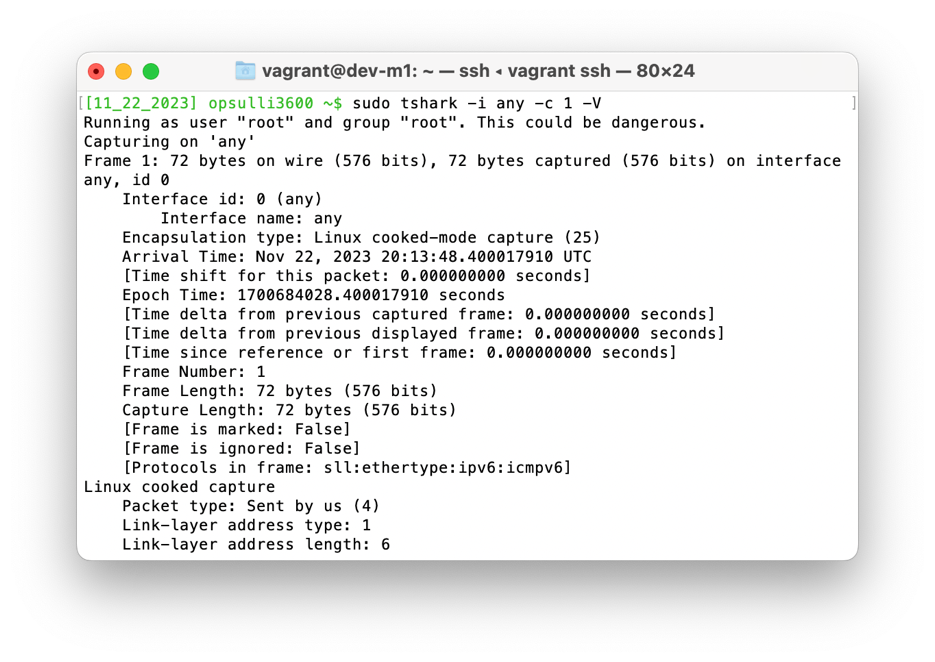 vagrant@dev-m1: ~ — ssh ◂ vagrant ssh — 80×24
[[11_22_2023] opsulli3600 ~$ sudo tshark -i any -c 1 -V ]
Running as user "root" and group "root". This could be dangerous.
Capturing on 'any'
Frame 1: 72 bytes on wire (576 bits), 72 bytes captured (576 bits) on interface
any, id 0
    Interface id: 0 (any)
        Interface name: any
    Encapsulation type: Linux cooked-mode capture (25)
    Arrival Time: Nov 22, 2023 20:13:48.400017910 UTC
    [Time shift for this packet: 0.000000000 seconds]
    Epoch Time: 1700684028.400017910 seconds
    [Time delta from previous captured frame: 0.000000000 seconds]
    [Time delta from previous displayed frame: 0.000000000 seconds]
    [Time since reference or first frame: 0.000000000 seconds]
    Frame Number: 1
    Frame Length: 72 bytes (576 bits)
    Capture Length: 72 bytes (576 bits)
    [Frame is marked: False]
    [Frame is ignored: False]
    [Protocols in frame: sll:ethertype:ipv6:icmpv6]
Linux cooked capture
    Packet type: Sent by us (4)
    Link-layer address type: 1
    Link-layer address length: 6